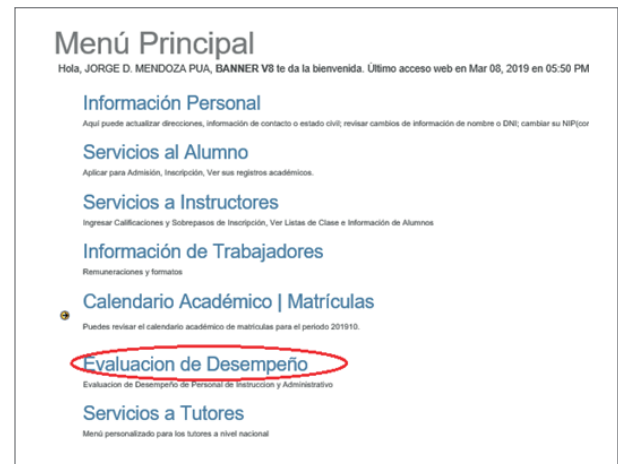 Menú Principal
Hola, JORGE D. MENDOZA PUA, BANNER V8 te da la bienvenida. Último acceso web en Mar 08, 2019 en 05:50 PM
Información Personal
Aquí puede actualizar direcciones, información de contacto o estado civil; revisar cambios de información de nombre o DNI; cambiar su NIP(cor
Servicios al Alumno
Aplicar para Admisión, Inscripción, Ver sus registros académicos.
Servicios a Instructores
Ingresar Calificaciones y Sobrepasos de Inscripción, Ver Listas de Clase e Información de Alumnos
Información de Trabajadores
Remuneraciones y formatos
Calendario Académico | Matrículas
Puedes revisar el calendario académico de matrículas para el periodo 201910.
Evaluacion de Desempeño
Evaluacion de Desempeño de Personal de Instruccion y Administrativo
Servicios a Tutores
Menú personalizado para los tutores a nivel nacional